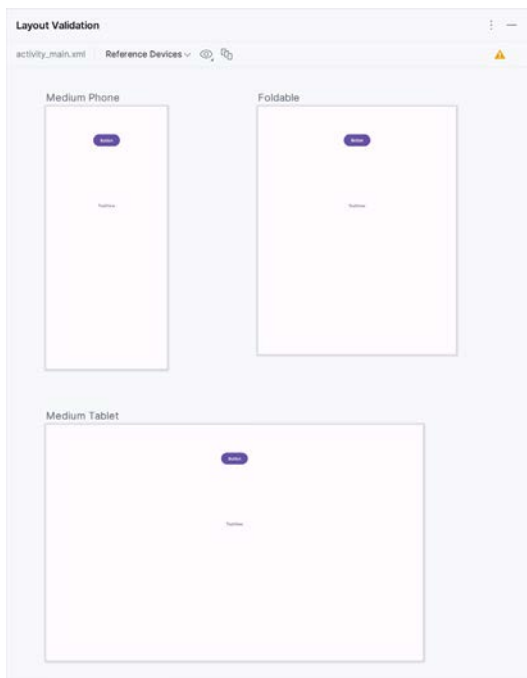 Layout Validation
activity_main.xml Reference Devices
Medium Phone
Foldable
Button
Button
TextView
TextView
Medium Tablet
Button
TextView